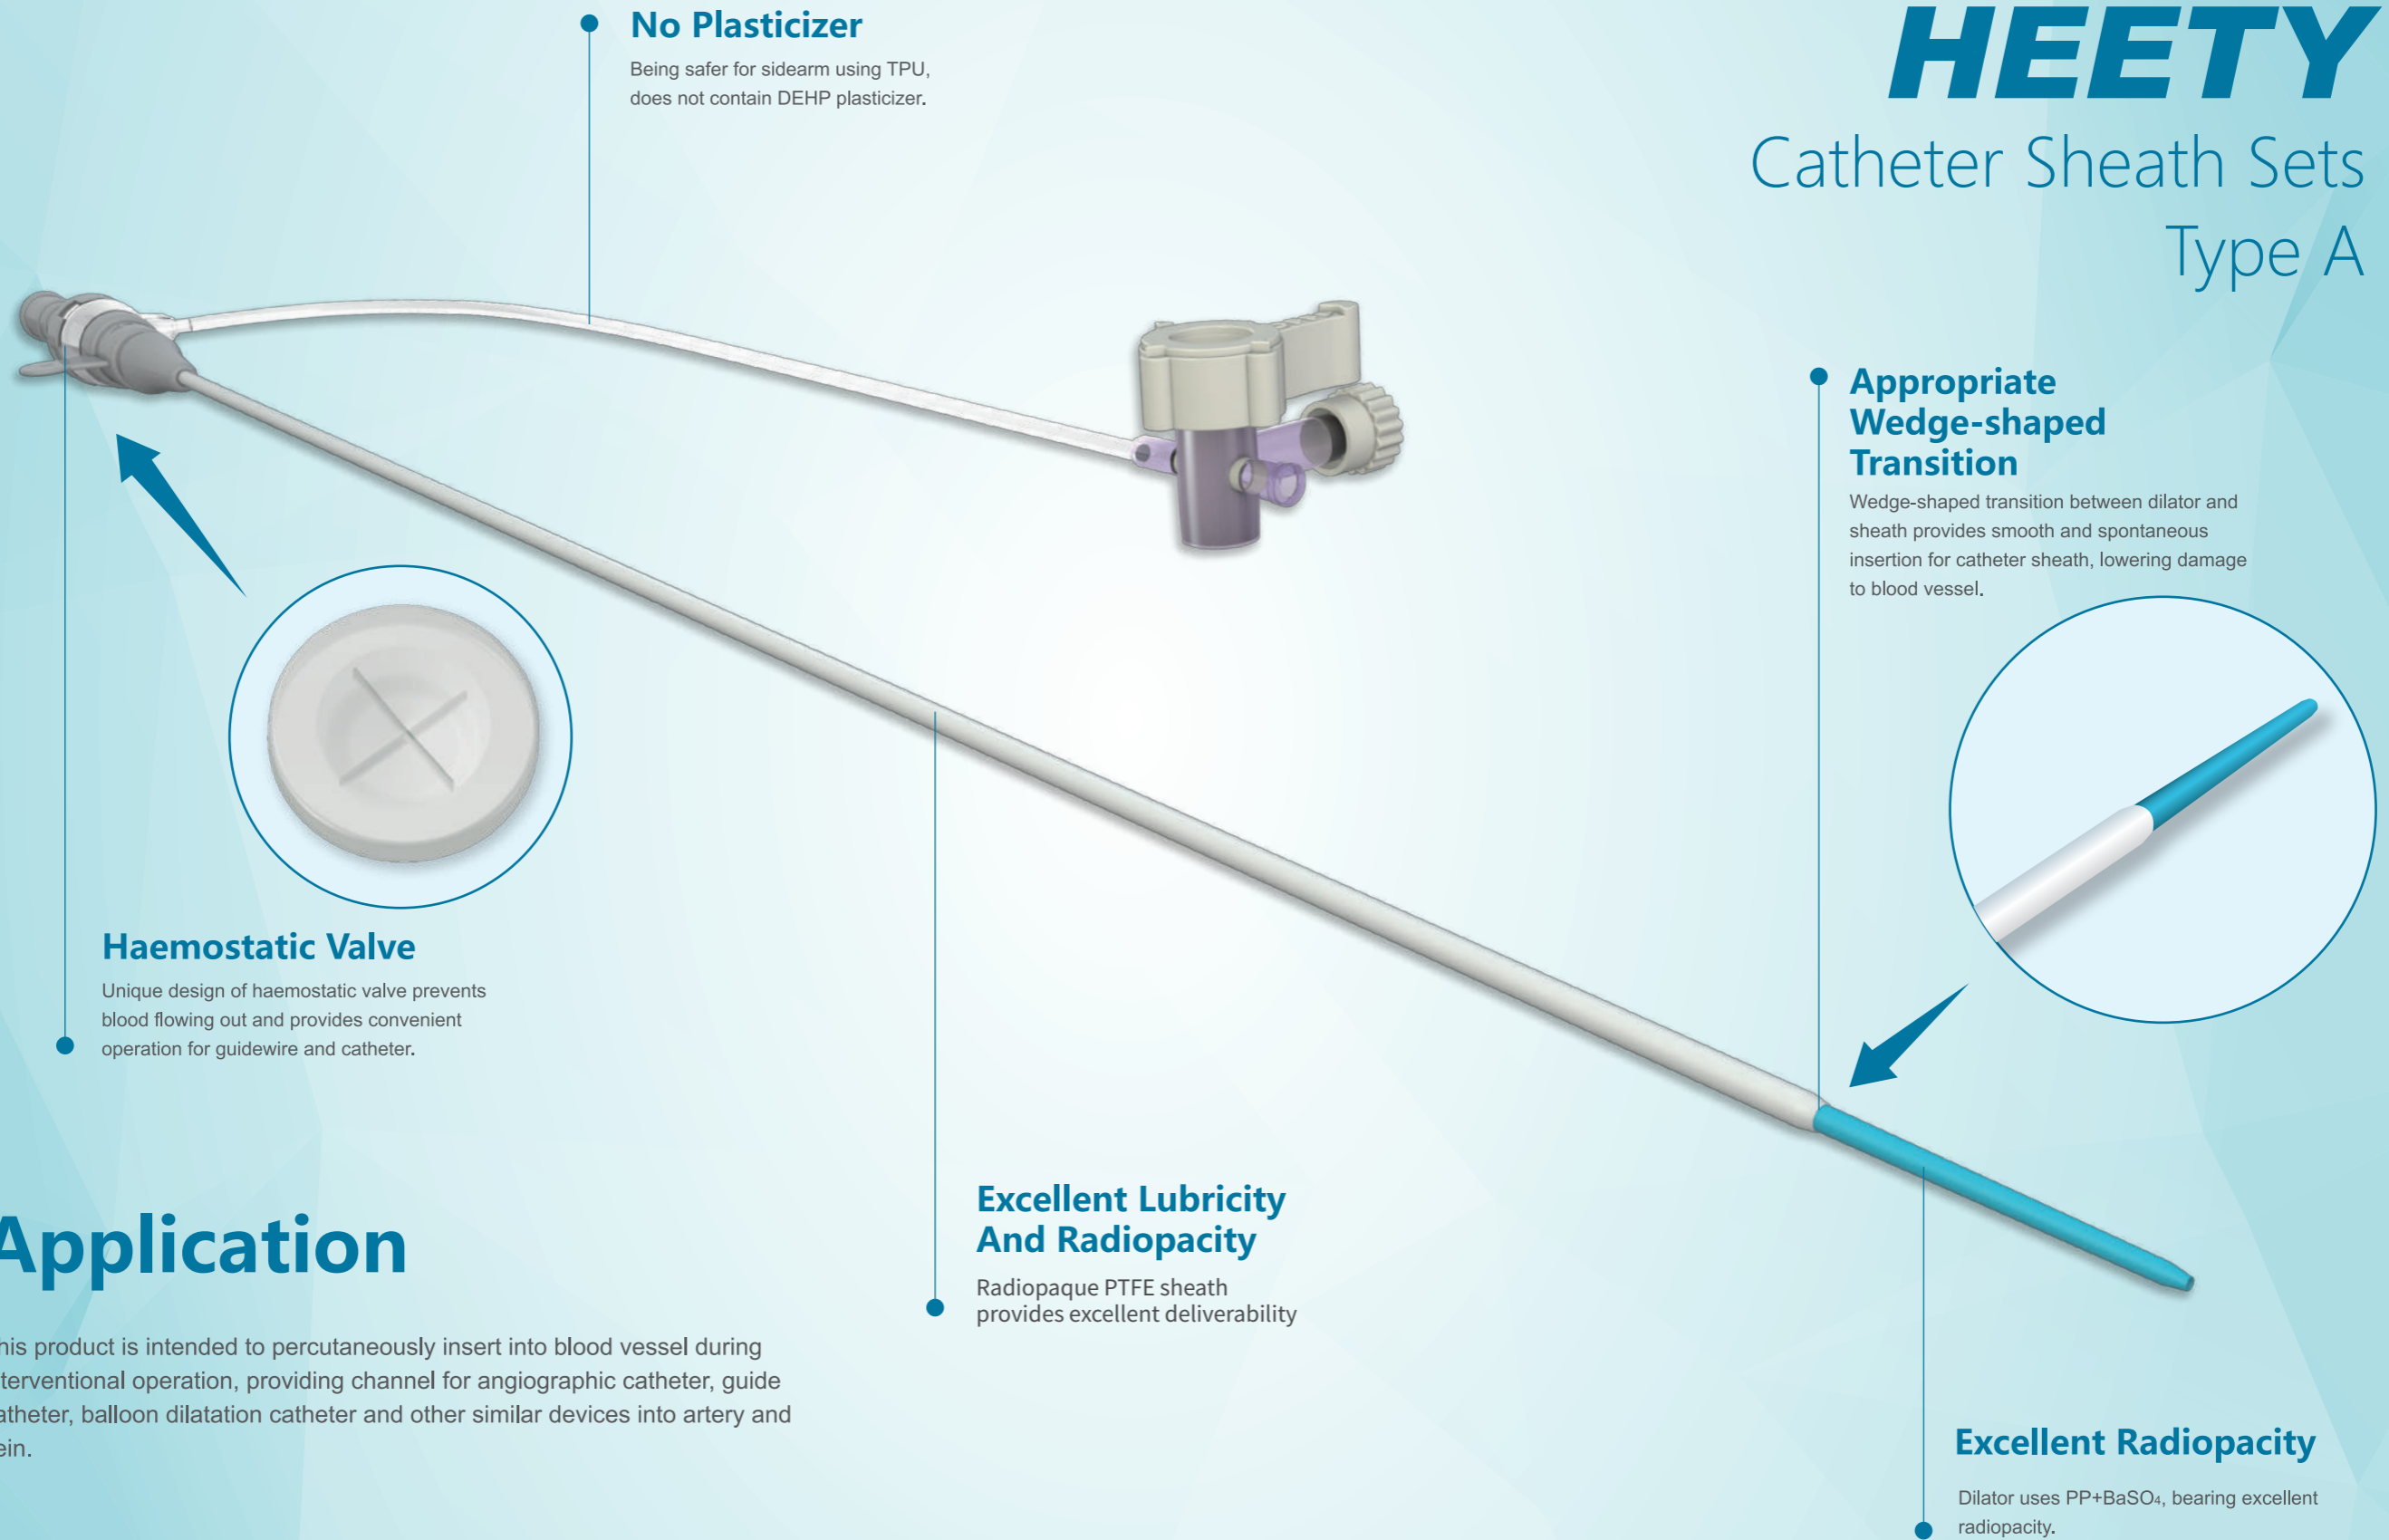 No Plasticizer
Being safer for sidearm using TPU,
does not contain DEHP plasticizer.
HEETY
Catheter Sheath Sets
Type A
Appropriate
Wedge-shaped
Transition
Wedge-shaped transition between dilator and
sheath provides smooth and spontaneous
insertion for catheter sheath, lowering damage
to blood vessel.
Haemostatic Valve
Unique design of haemostatic valve prevents
blood flowing out and provides convenient
operation for guidewire and catheter.
Excellent Lubricity
And Radiopacity
Radiopaque PTFE sheath
provides excellent deliverability
Application
his product is intended to percutaneously insert into blood vessel during
terventional operation, providing channel for angiographic catheter, guide
atheter, balloon dilatation catheter and other similar devices into artery and
ein.
Excellent Radiopacity
Dilator uses PP+BaSO₄, bearing excellent
radiopacity.